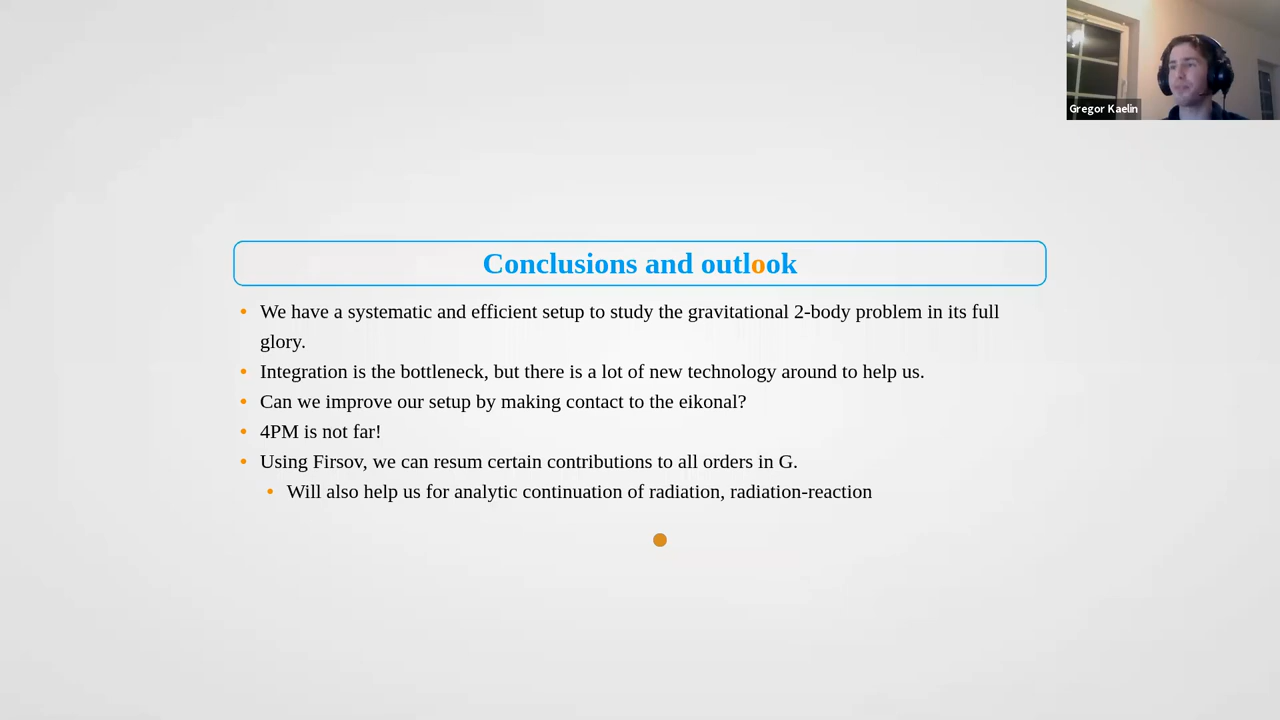 Gregor Kaelin
Conclusions and outlook
• We have a systematic and efficient setup to study the gravitational 2-body problem in its full
glory.
• Integration is the bottleneck, but there is a lot of new technology around to help us.
• Can we improve our setup by making contact to the eikonal?
• 4PM is not far!
• Using Firsov, we can resum certain contributions to all orders in G.
• Will also help us for analytic continuation of radiation, radiation-reaction